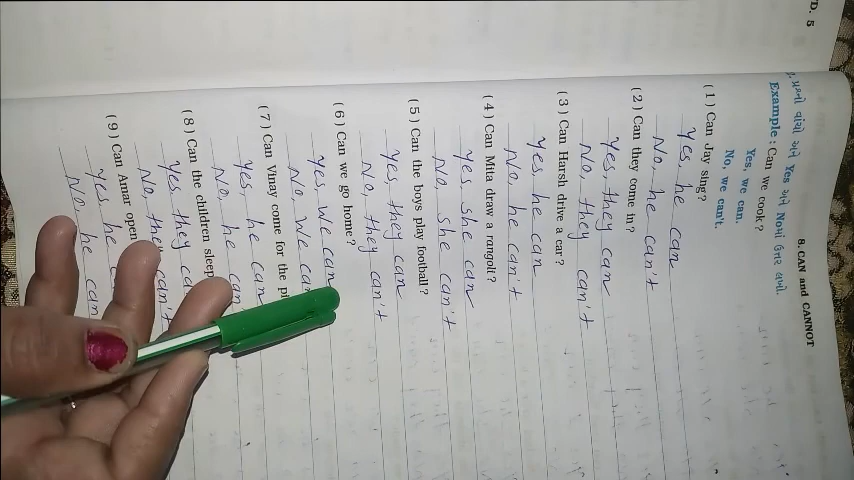 D. 5
8. CAN and CANNOT
પ્રશ્નો વાંચો અને Yes અને Noમાં ઉત્તર લખો.
Example : Can we cook?
Yes, we can.
No, we can't.
(1) Can Jay sing?
Yes, he can
No, he can't
(2) Can they come in?
Yes, they can
No, they can't
(3) Can Harsh drive a car?
Yes, he can
No, he can't
(4) Can Mita draw a rangoli?
Yes, she can
No, she can't
(5) Can the boys play football?
Yes, they can
No, they can't
(6) Can we go home?
Yes, we can
No, we
(7) Can Vinay come for the
Yes, he can
No, he
(8) Can the children sleep
Yes, they
No, they can't
(9) Can Amar open
Yes, he
No, he